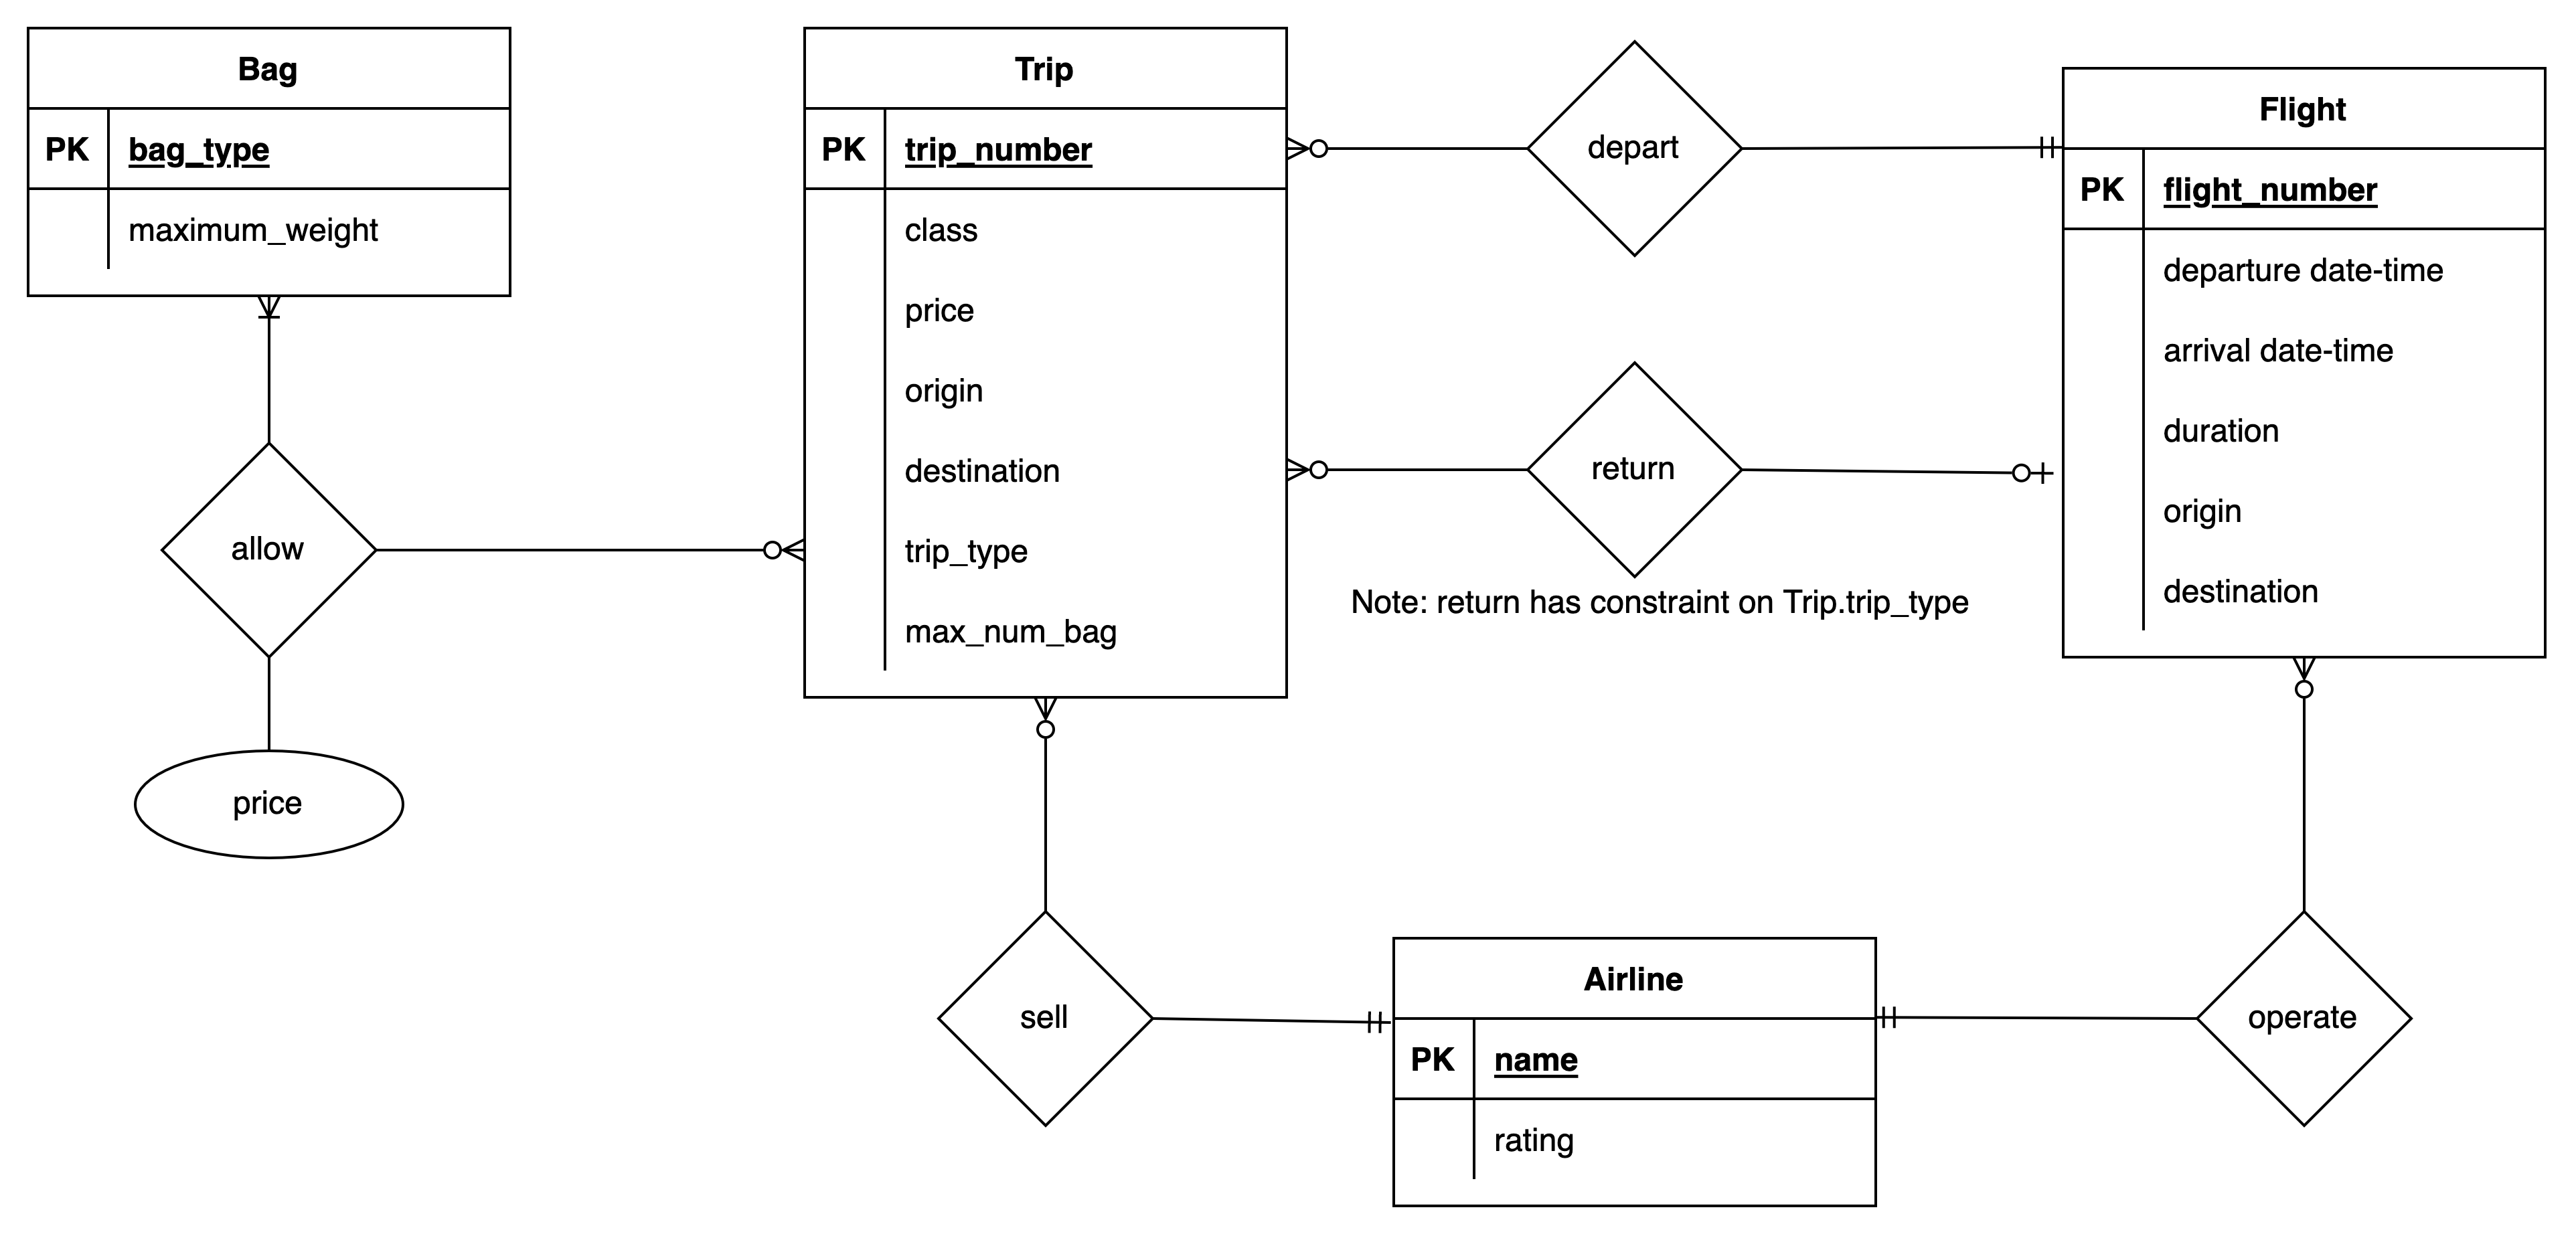 Bag
PK bag_type
maximum_weight
allow
price
Trip
PK trip_number
class
price
origin
destination
trip_type
max_num_bag
depart
return
Note: return has constraint on Trip.trip_type
Flight
PK flight_number
departure date-time
arrival date-time
duration
origin
destination
sell
Airline
PK name
rating
operate